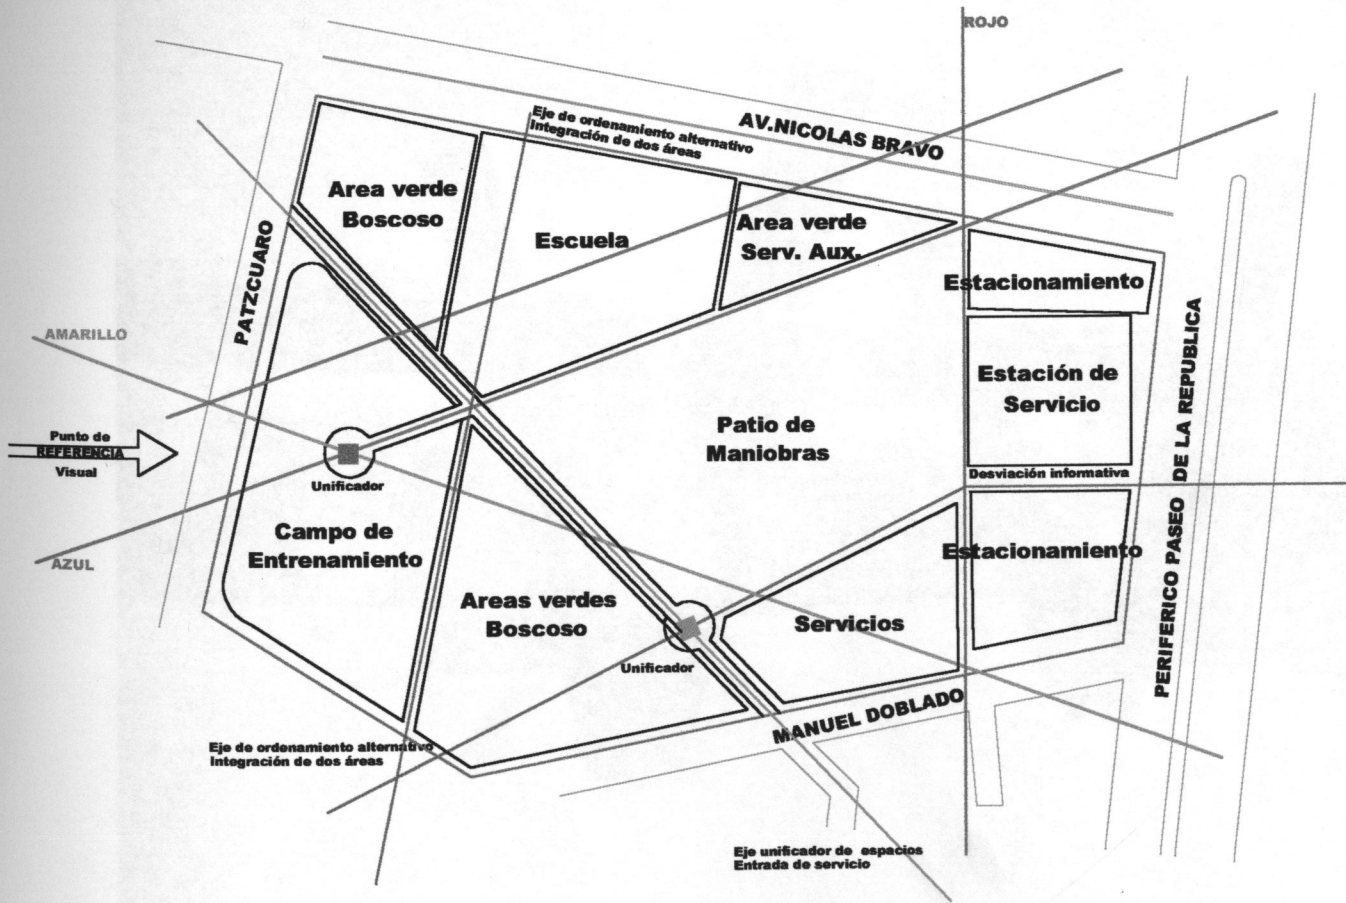 ROJO
Eje de ordenamiento alternativo
Integración de dos áreas
AV.NICOLAS BRAVO
Area verde
Boscoso
Escuela
Area verde
Serv. Aux.
PATZCUARO
Estacionamiento
AMARILLO
Estación de
Servicio
PERIFERICO PASEO DE LA REPUBLICA
Punto de
REFERENCIA
Visual
Patio de
Maniobras
Unificador
Desviación informativa
Campo de
Entrenamiento
AZUL
Estacionamiento
Areas verdes
Boscoso
Servicios
Unificador
MANUEL DOBLADO
Eje de ordenamiento alternativo
Integración de dos áreas
Eje unificador de espacios
Entrada de servicio